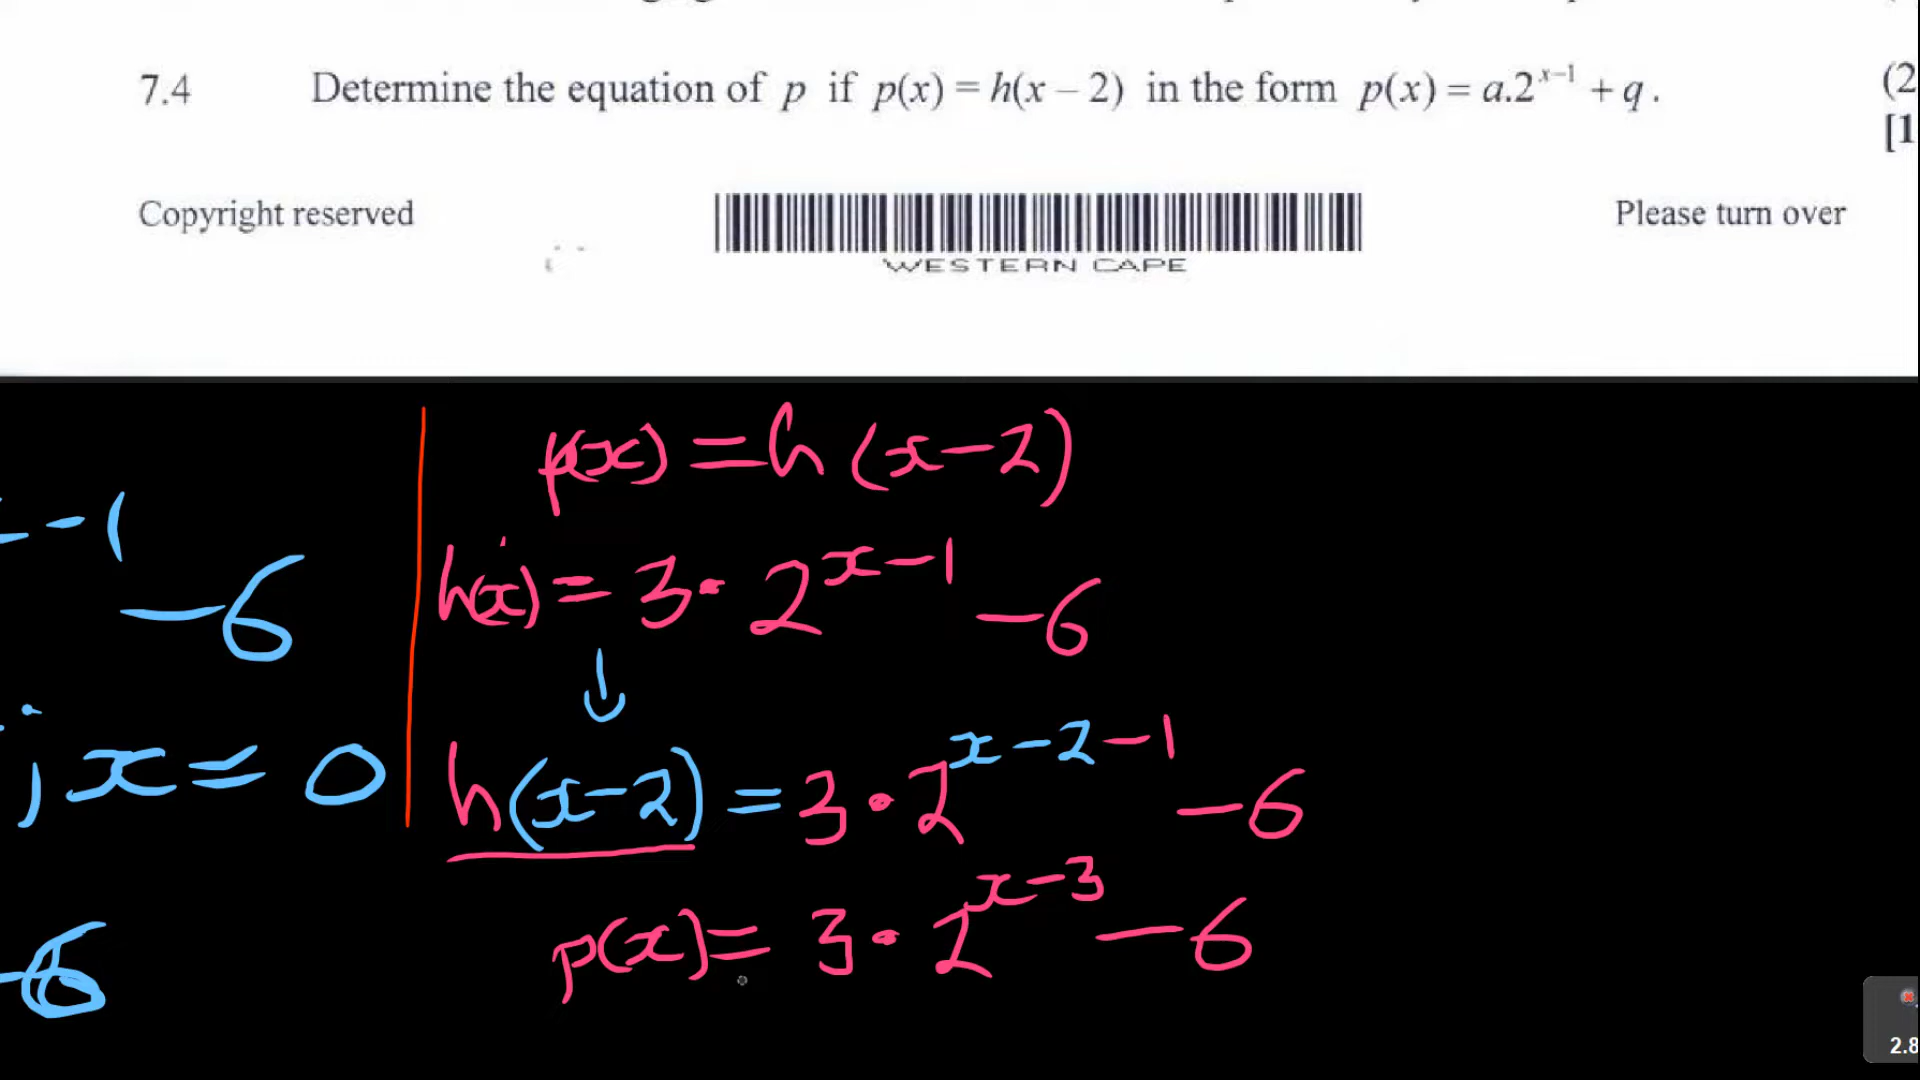 7.4 Determine the equation of p if p(x) = h(x – 2) in the form p(x) = a.2^{x–1} + q. (2
[1
Copyright reserved
WESTERN CAPE
Please turn over
p(x) = h(x-2)
-1
-6
h(x) = 3 · 2^{x-1} - 6
; x = 0
h(x-2) = 3 · 2^{x-2-1} - 6
p(x) = 3 · 2^{x-3} - 6
-6
2.8